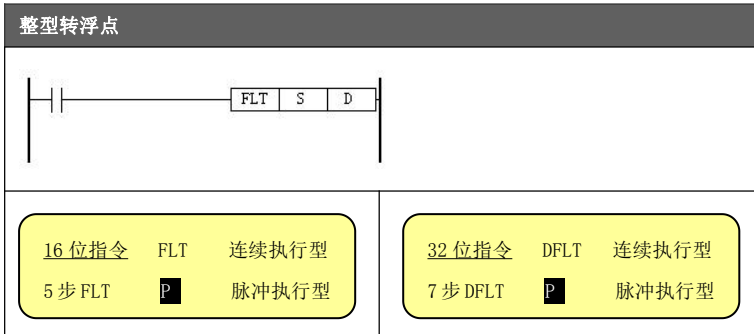 整型转浮点
FLT S D
16 位指令 FLT 连续执行型
5 步 FLT P 脉冲执行型
32 位指令 DFLT 连续执行型
7 步 DFLT P 脉冲执行型